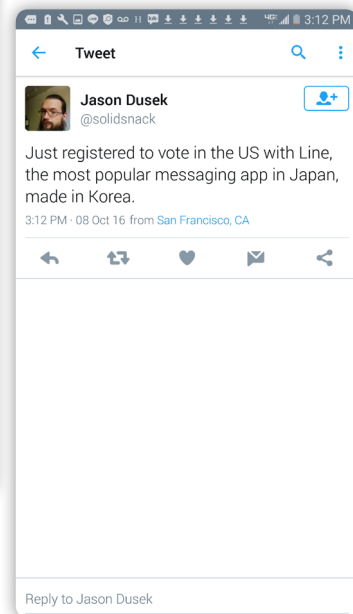 3:12 PM
Tweet
Jason Dusek
@solidsnack
Just registered to vote in the US with Line,
the most popular messaging app in Japan,
made in Korea.
3:12 PM · 08 Oct 16 from San Francisco, CA
Reply to Jason Dusek